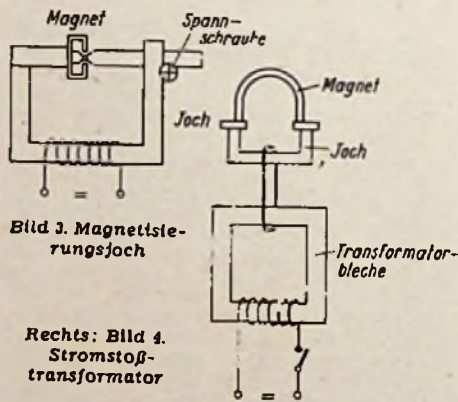 Magnet
Spann-
schraube
Magnet
Joch
Joch
Bild 3. Magnetisie-
rungsjoch
Transformator-
bleche
Rechts: Bild 4.
Stromstoß-
transformator
=
=